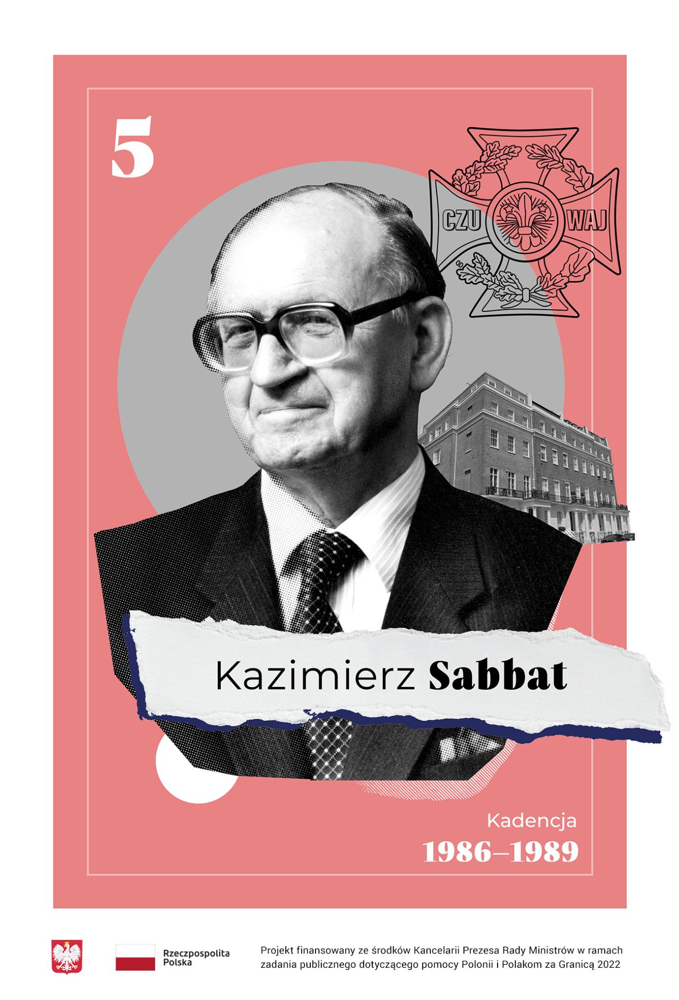 5
CZU WAJ
Kazimierz Sabbat
Kadencja
1986–1989
Rzeczpospolita
Polska
Projekt finansowany ze środków Kancelarii Prezesa Rady Ministrów w ramach
zadania publicznego dotyczącego pomocy Polonii i Polakom za Granicą 2022